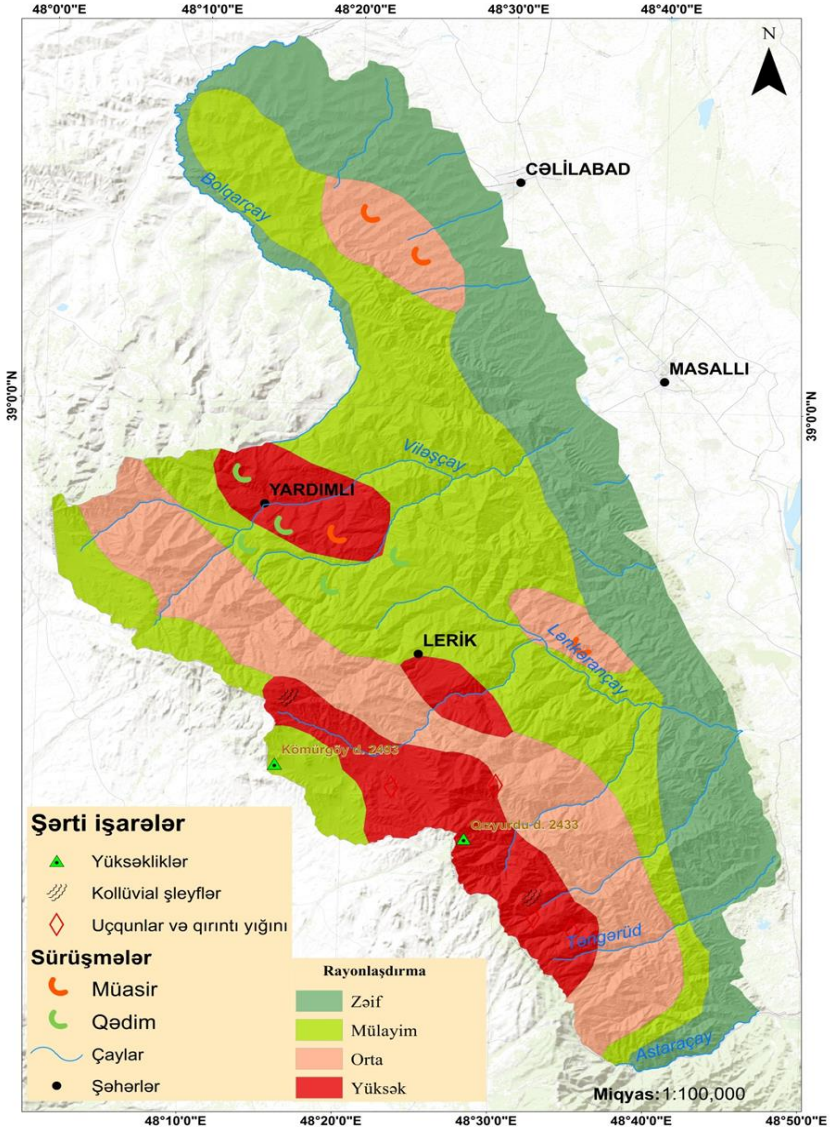 48°0'0"E 48°10'0"E 48°20'0"E 48°30'0"E 48°40'0"E
N
CƏLİLABAD
Bolqarçay
MASALLI
39°0'0"N
39°0'0"N
Viləşçay
YARDIMLI
LERİK
Lənkərançay
Kömürgöy d. 2493
Qızyurdu d. 2433
Təngərüd
Astaraçay
Şərti işarələr
Yüksəkliklər
Kollüvial şleyflər
Uçqunlar və qırıntı yığını
Sürüşmələr
Müasir
Qədim
Çaylar
Şəhərlər
Rayonlaşdırma
Zəif
Mülayim
Orta
Yüksək
Miqyas:1:100,000
48°10'0"E 48°20'0"E 48°30'0"E 48°40'0"E 48°50'0"E